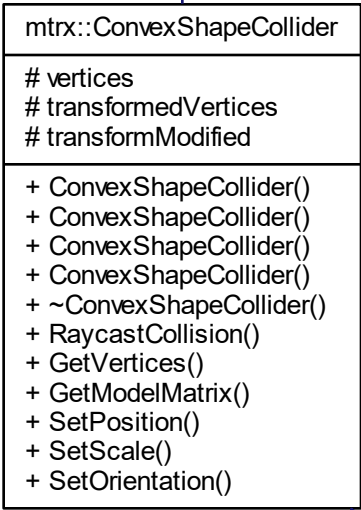 mtrx::ConvexShapeCollider
# vertices
# transformedVertices
# transformModified
+ ConvexShapeCollider()
+ ConvexShapeCollider()
+ ConvexShapeCollider()
+ ConvexShapeCollider()
+ ~ConvexShapeCollider()
+ RaycastCollision()
+ GetVertices()
+ GetModelMatrix()
+ SetPosition()
+ SetScale()
+ SetOrientation()